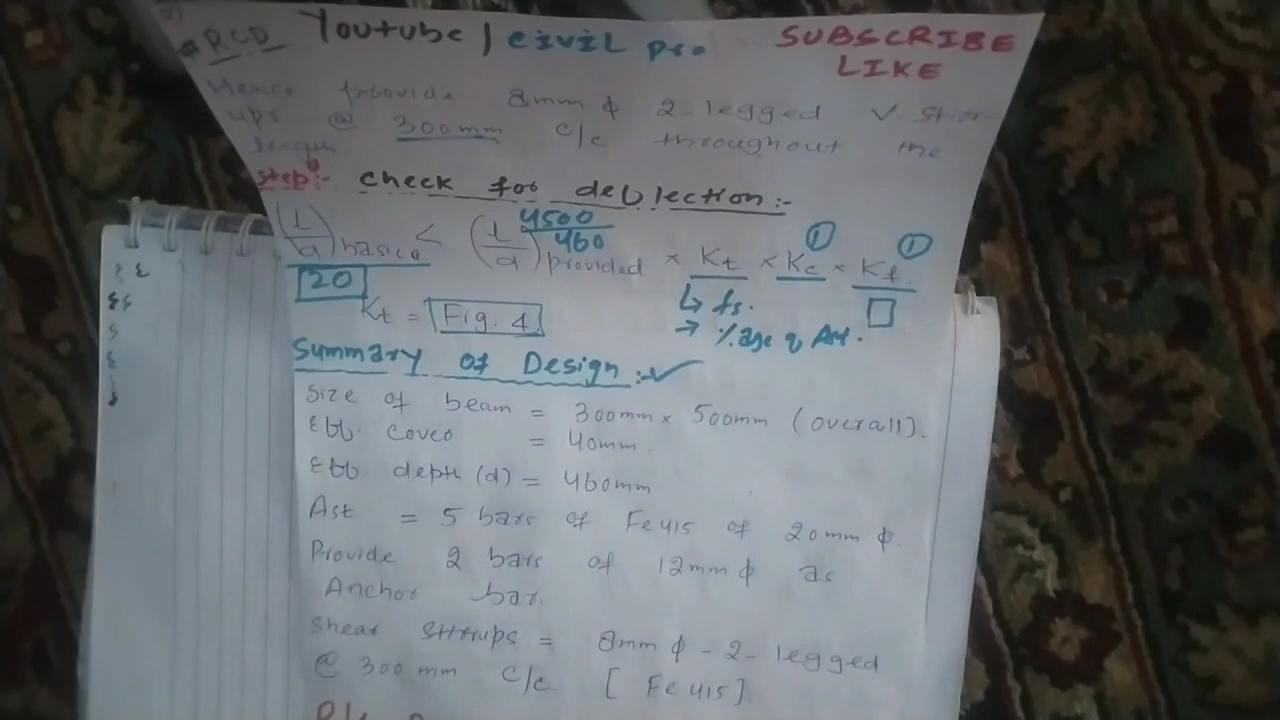 RCD Youtube | civil pro SUBSCRIBE
LIKE
Hence provide 8mm ϕ 2-legged V. stirr-
ups @ 300mm c/c throughout the
length
Step:- check for deflection:-
(L/d)basic < (L/d)provided 4500/460 × Kt × Kc ① × Kf ①
20
↳ fs.
Kt = Fig. 4
→ %age of Ast.
Summary of Design :- ✓
Size of beam = 300mm × 500mm (overall).
Eff. cover = 40mm.
Eff. depth (d) = 460mm
Ast = 5 bars of Fe415 of 20mm ϕ.
Provide 2 bars of 12mm ϕ as
Anchor bar.
Shear stirrups = 8mm ϕ - 2- legged
@ 300 mm c/c. [Fe415].